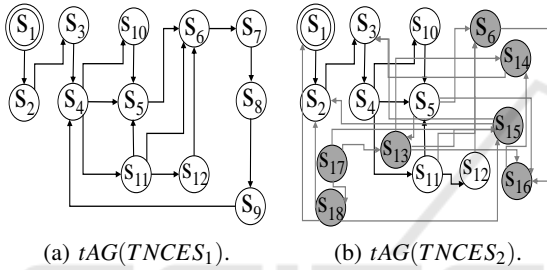 S1 S3 S10 S6 S7
S2 S4 S5 S8
S11 S12
S9
S1 S3 S10 S6
S14
S2 S4 S5 S15
S17 S13 S11 S12 S16
S18
(a) tAG(TNCES1). (b) tAG(TNCES2).